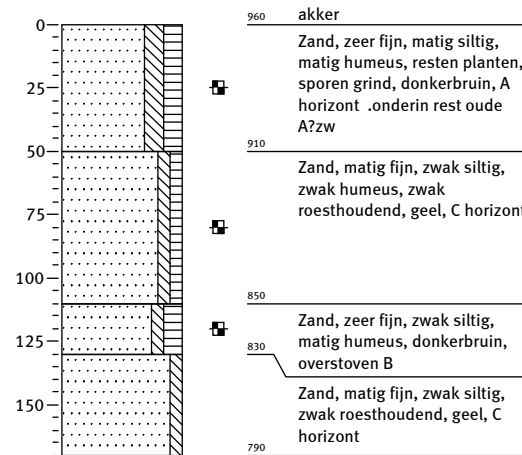 0
25
50
75
100
125
150
960 akker
Zand, zeer fijn, matig siltig,
matig humeus, resten planten,
sporen grind, donkerbruin, A
horizont .onderin rest oude
A?zw
910
Zand, matig fijn, zwak siltig,
zwak humeus, zwak
roesthoudend, geel, C horizont
850
Zand, zeer fijn, zwak siltig,
matig humeus, donkerbruin,
overstoven B
830
Zand, matig fijn, zwak siltig,
zwak roesthoudend, geel, C
horizont
790